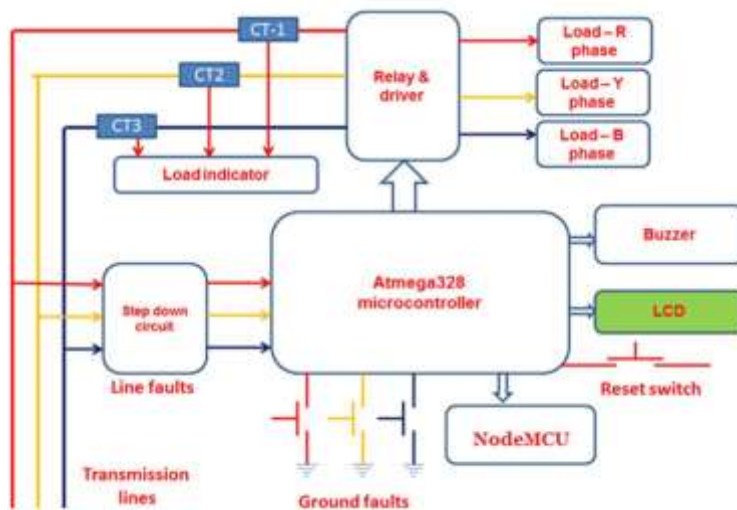 CT-1
CT2
CT3
Relay &
driver
Load – R
phase
Load – Y
phase
Load – B
phase
Load indicator
Atmega328
microcontroller
Buzzer
LCD
Reset switch
Step down
circuit
Line faults
NodeMCU
Transmission
lines
Ground faults